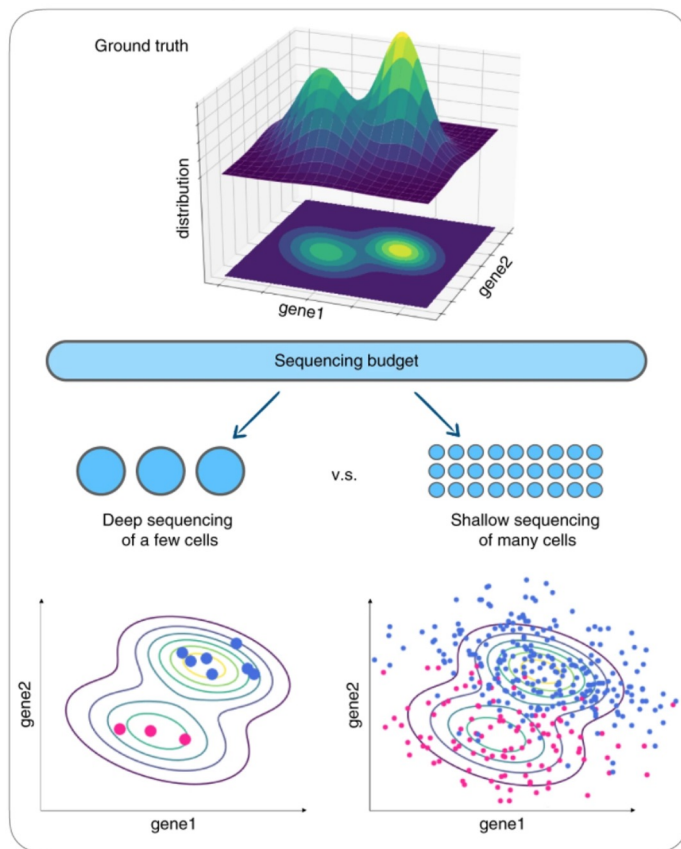 Ground truth
distribution
gene1
gene2
Sequencing budget
v.s.
Deep sequencing
of a few cells
Shallow sequencing
of many cells
gene2
gene1
gene2
gene1